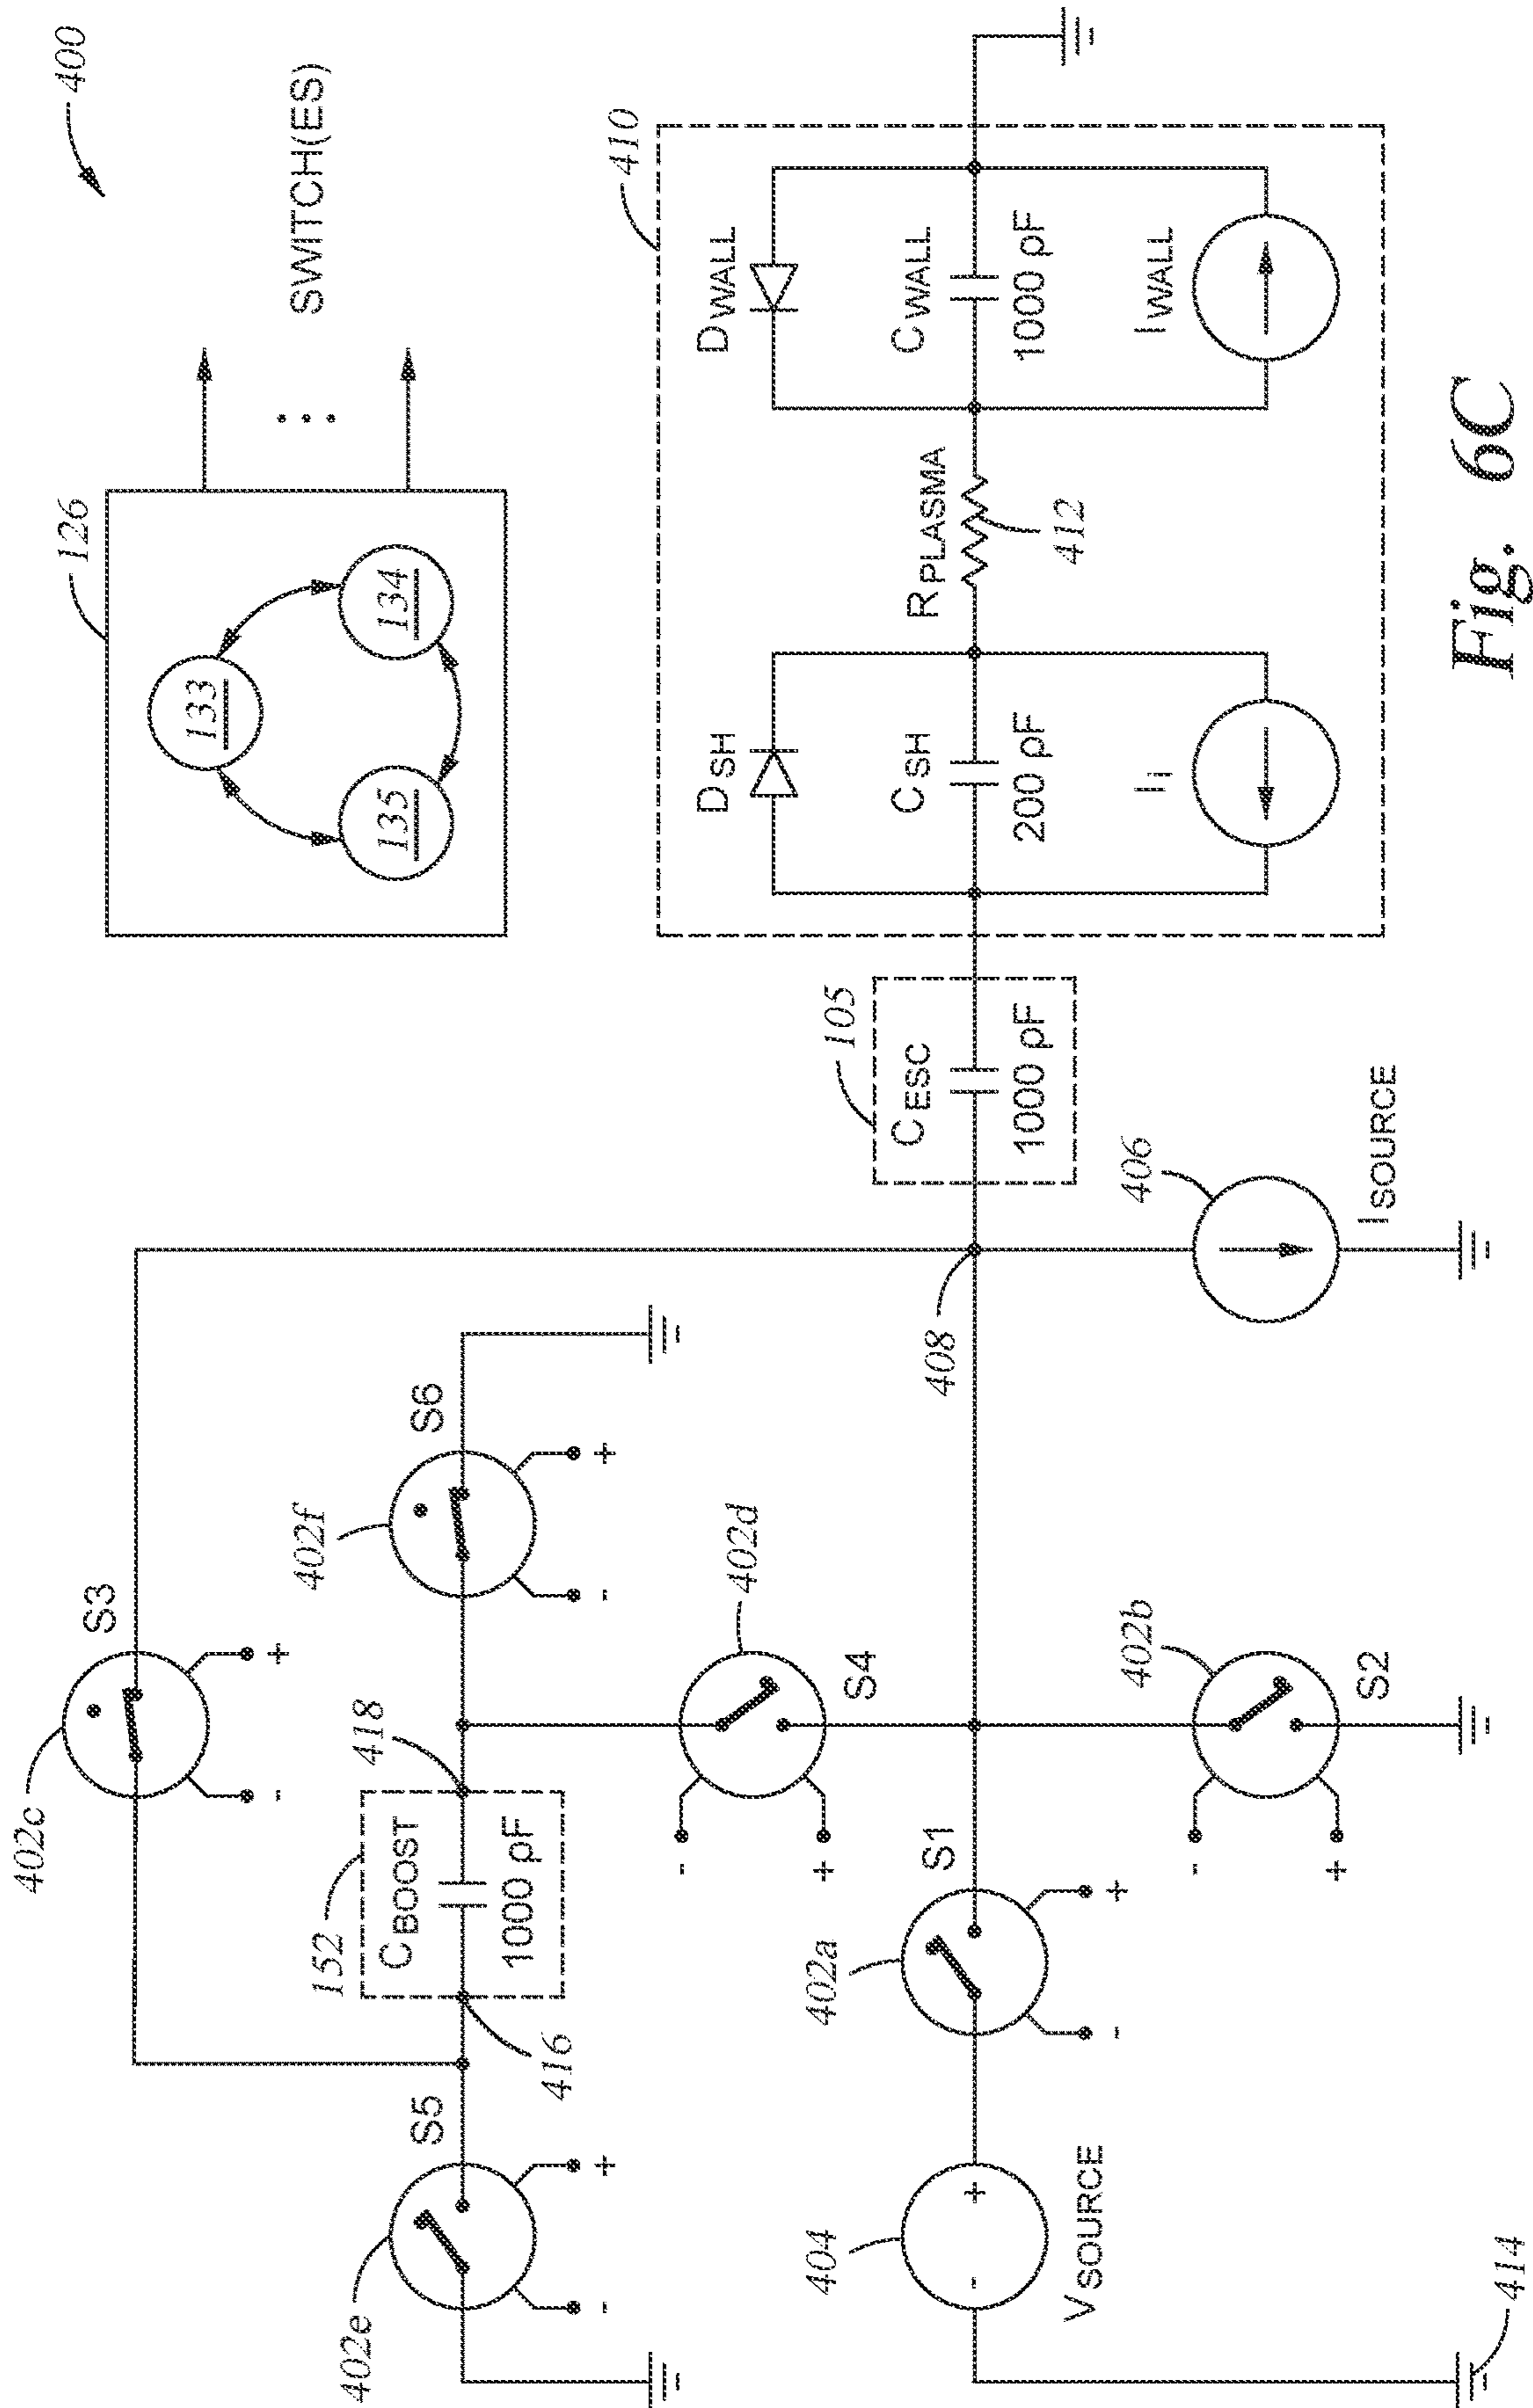 400
126
133
135
134
SWITCH(ES)
402c
S3
+
-
152
CBOOST
1000 pF
416
418
402e
S5
+
-
402f
S6
+
-
402d
S4
-
+
404
VSOURCE
-
+
402a
S1
+
-
402b
S2
-
+
414
408
406
ISOURCE
105
CESC
1000 pF
410
DSH
CSH
200 pF
Ii
RPLASMA
412
DWALL
CWALL
1000 pF
IWALL
Fig. 6C